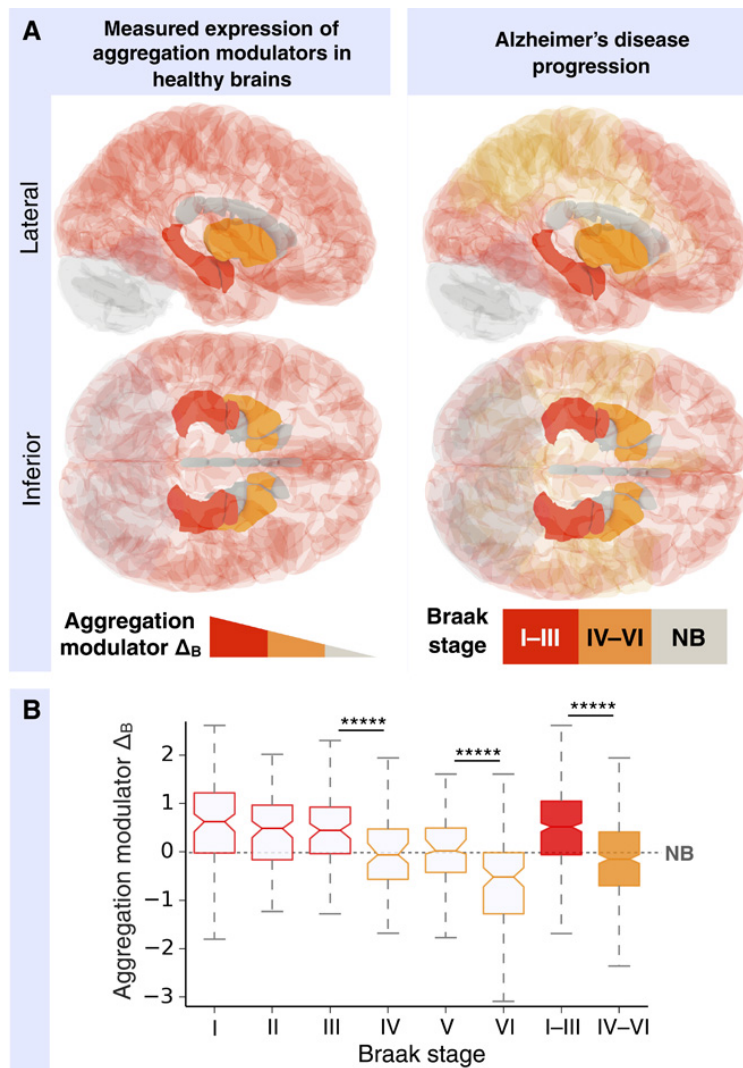 A
Measured expression of
aggregation modulators in
healthy brains
Alzheimer's disease
progression
Lateral
Inferior
Aggregation
modulator ΔB
Braak
stage
I–III
IV–VI
NB
B
Aggregation modulator ΔB
2
1
0
−1
−2
−3
*****
*****
*****
NB
I
II
III
IV
V
VI
I–III
IV–VI
Braak stage